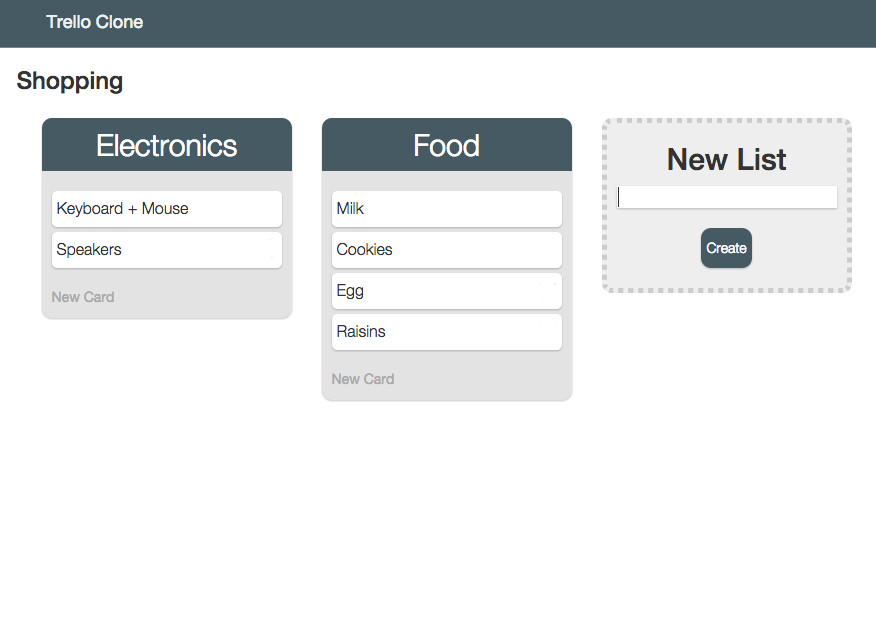 Trello Clone
Shopping
Electronics
Keyboard + Mouse
Speakers
New Card
Food
Milk
Cookies
Egg
Raisins
New Card
New List
Create